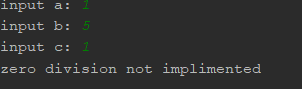 input a: 1
input b: 5
input c: 1
zero division not implimented